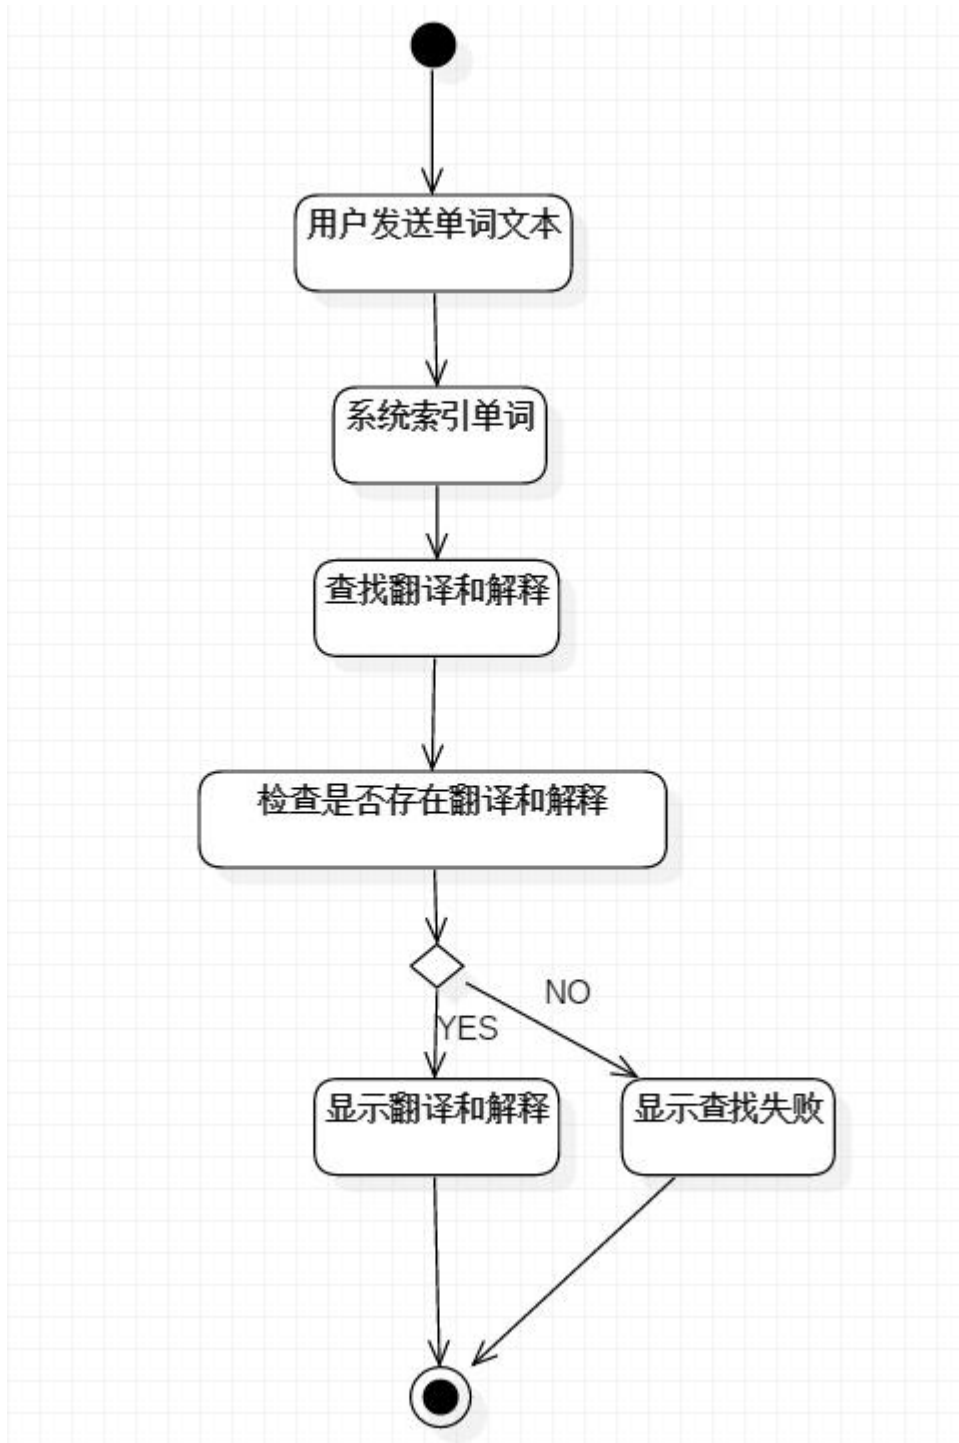 用户发送单词文本
系统索引单词
查找翻译和解释
检查是否存在翻译和解释
NO
YES
显示翻译和解释
显示查找失败